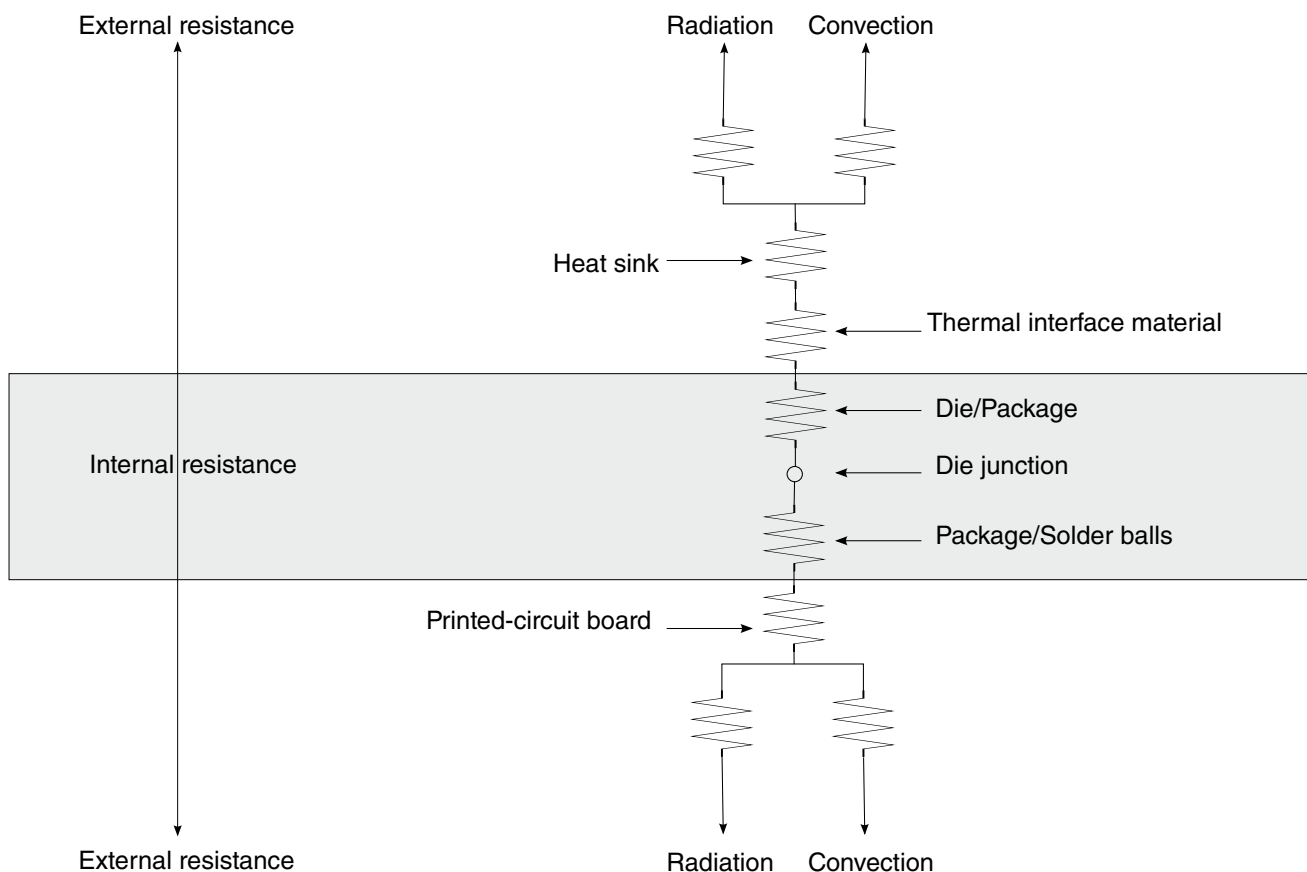 External resistance
Radiation
Convection
Heat sink
Thermal interface material
Die/Package
Internal resistance
Die junction
Package/Solder balls
Printed-circuit board
External resistance
Radiation
Convection